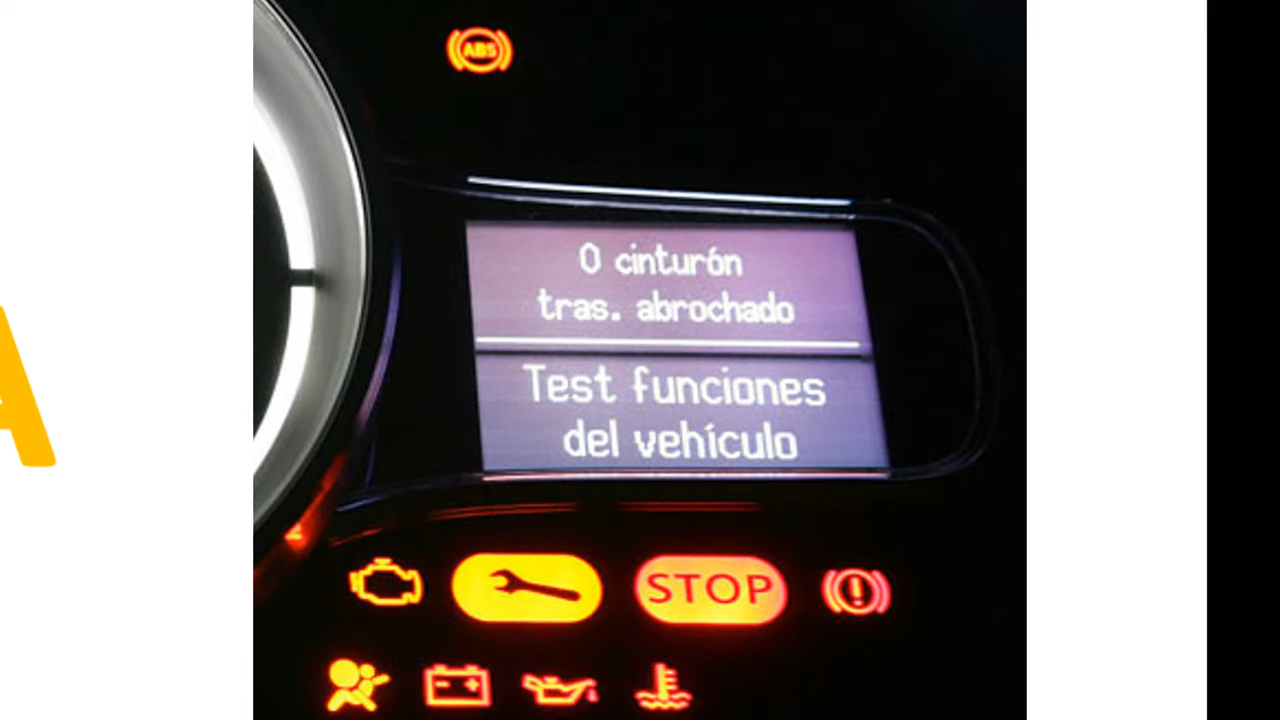 ABS
0 cinturón
tras. abrochado
Test funciones
del vehículo
STOP
A